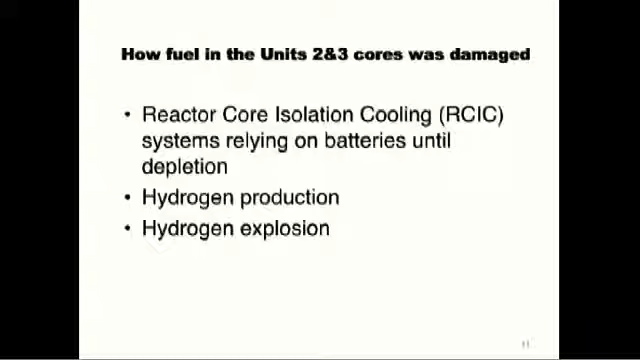 How fuel in the Units 2&3 cores was damaged
• Reactor Core Isolation Cooling (RCIC)
systems relying on batteries until
depletion
• Hydrogen production
• Hydrogen explosion
11